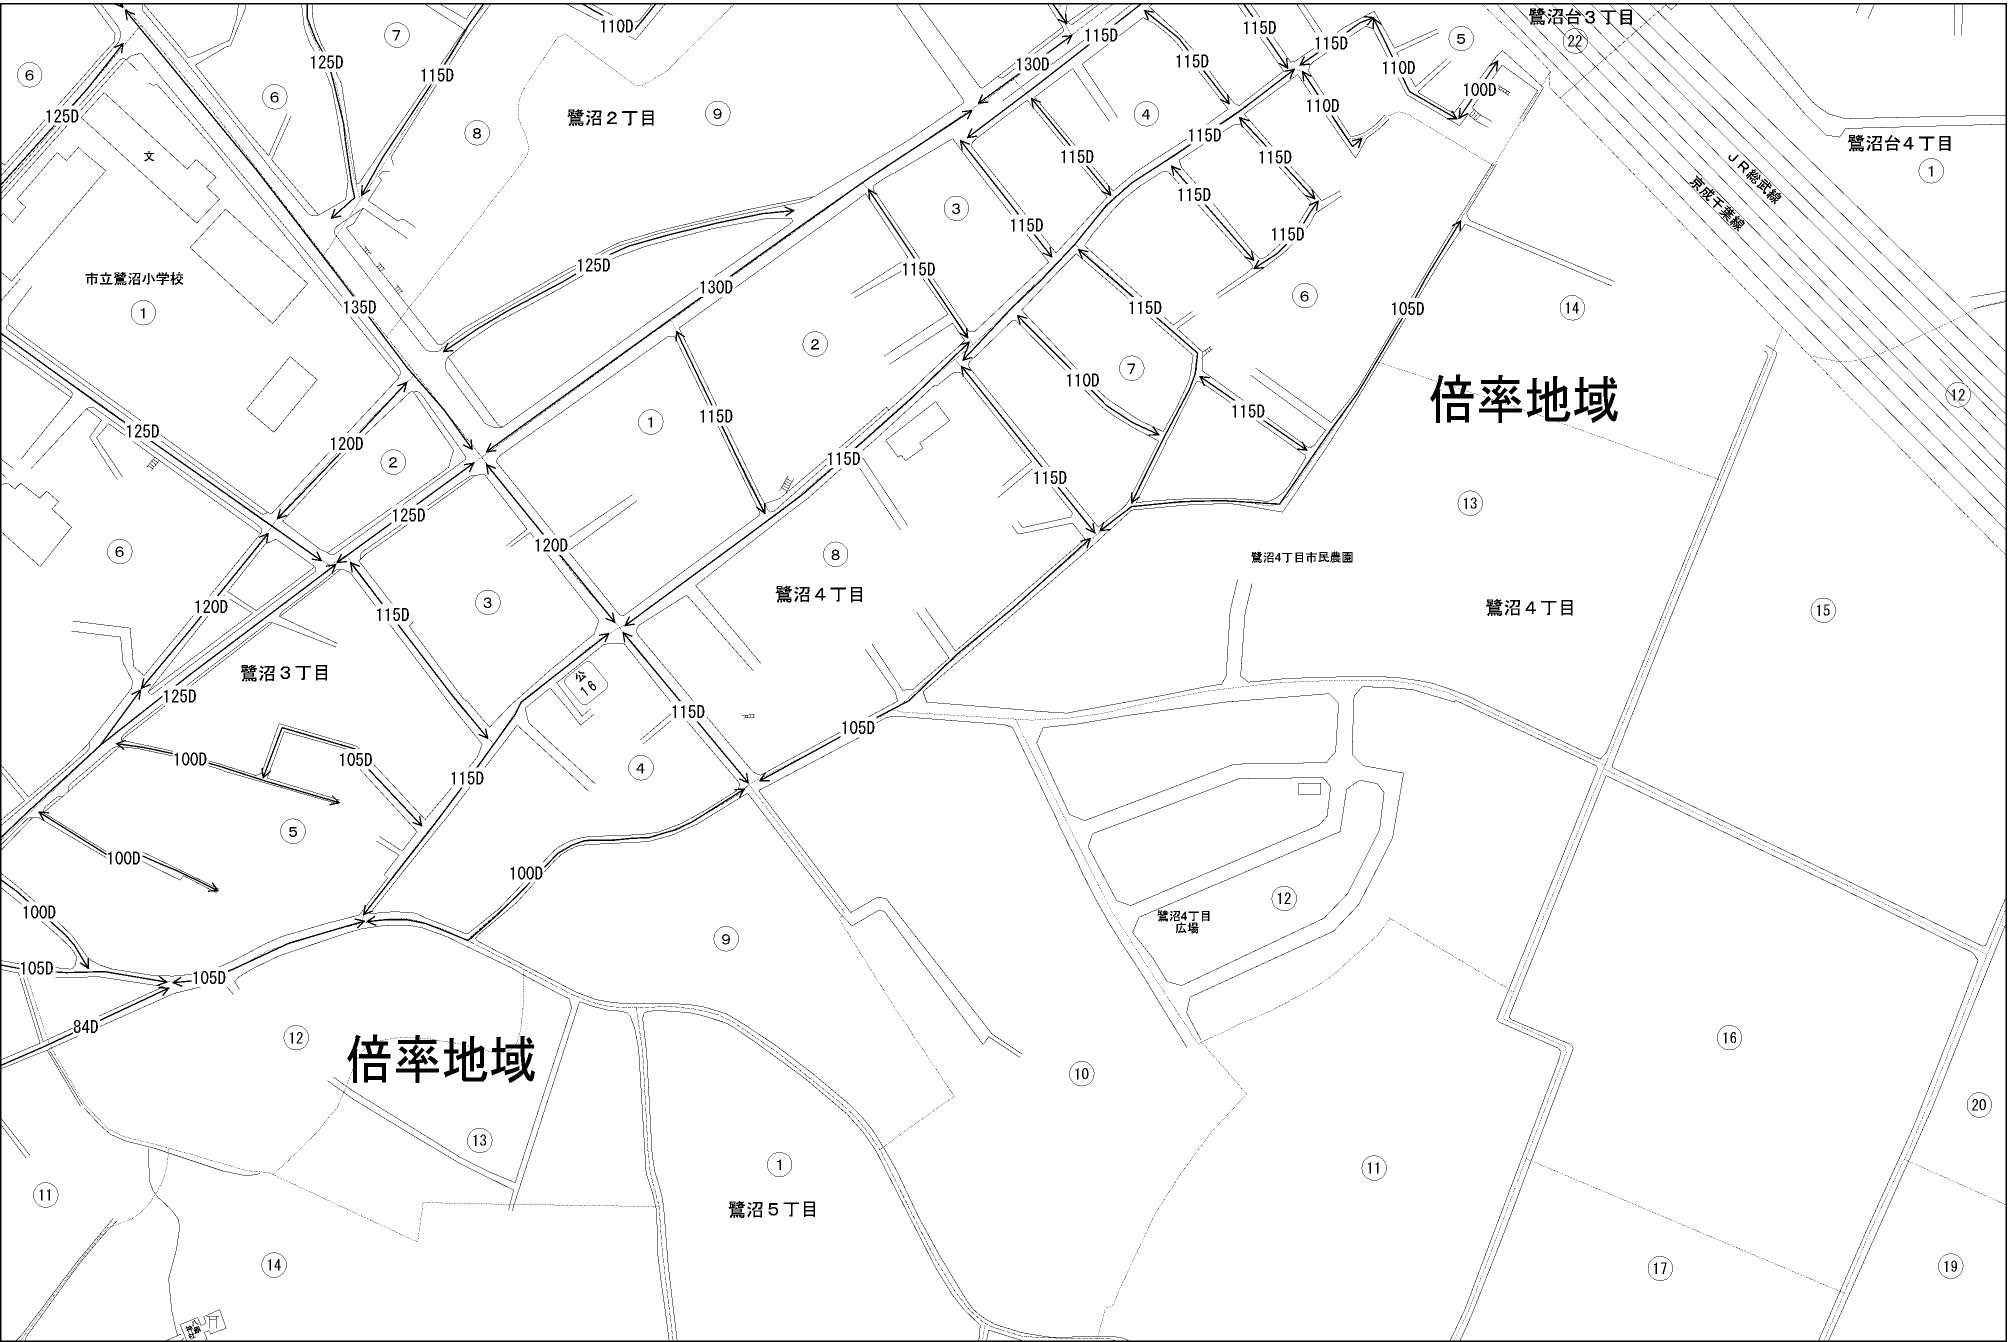 110D
鷺沼台３丁目
22
7
125D
115D
115D
115D
115D
5
6
130D
110D
6
115D
100D
125D
鷺沼２丁目
9
4
110D
8
115D
鷺沼台４丁目
文
115D
115D
1
ＪＲ総武線
京成千葉線
3
115D
115D
115D
125D
115D
市立鷺沼小学校
130D
6
1
135D
115D
105D
14
2
110D
7
倍率地域
12
115D
1
115D
125D
120D
2
115D
115D
13
125D
6
120D
8
鷺沼4丁目市民農園
鷺沼４丁目
鷺沼４丁目
120D
115D
3
15
鷺沼３丁目
公
16
125D
115D
105D
100D
105D
115D
4
5
100D
100D
100D
12
鷺沼4丁目
広場
9
105D
105D
84D
12
倍率地域
16
10
20
13
1
11
11
鷺沼５丁目
14
17
19